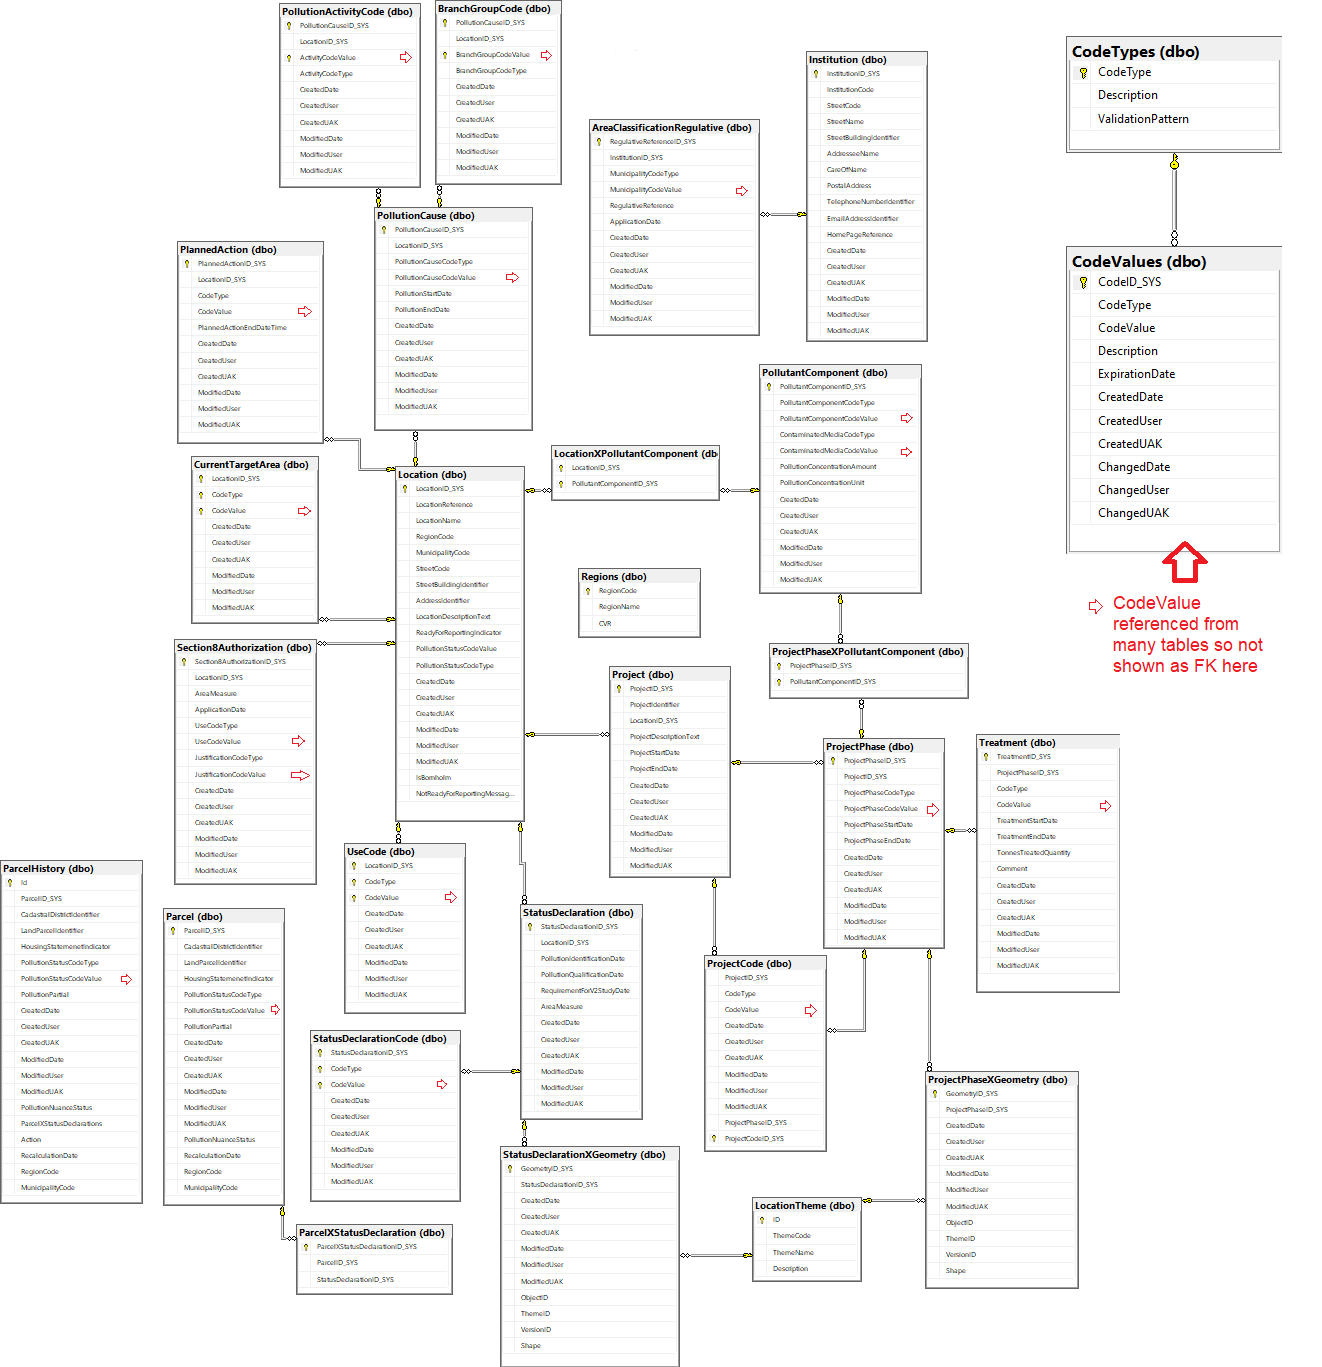 PollutionActivityCode (dbo)
PollutionCauseID_SYS
LocationID_SYS
ActivityCodeValue
ActivityCodeType
CreatedDate
CreatedUser
CreatedUAK
ModifiedDate
ModifiedUser
ModifiedUAK
BranchGroupCode (dbo)
PollutionCauseID_SYS
LocationID_SYS
BranchGroupCodeValue
BranchGroupCodeType
CreatedDate
CreatedUser
CreatedUAK
ModifiedDate
ModifiedUser
ModifiedUAK
Institution (dbo)
InstitutionID_SYS
InstitutionCode
StreetCode
StreetName
StreetBuildingIdentifier
AddresseeName
CareOfName
PostalAddress
TelephoneNumberIdentifier
EmailAddressIdentifier
HomePageReference
CreatedDate
CreatedUser
CreatedUAK
ModifiedDate
ModifiedUser
ModifiedUAK
CodeTypes (dbo)
CodeType
Description
ValidationPattern
AreaClassificationRegulative (dbo)
RegulativeReferenceID_SYS
InstitutionID_SYS
MunicipalityCodeType
MunicipalityCodeValue
RegulativeReference
ApplicationDate
CreatedDate
CreatedUser
CreatedUAK
ModifiedDate
ModifiedUser
ModifiedUAK
PollutionCause (dbo)
PollutionCauseID_SYS
LocationID_SYS
PollutionCauseCodeType
PollutionCauseCodeValue
PollutionStartDate
PollutionEndDate
CreatedDate
CreatedUser
CreatedUAK
ModifiedDate
ModifiedUser
ModifiedUAK
PlannedAction (dbo)
PlannedActionID_SYS
LocationID_SYS
CodeType
CodeValue
PlannedActionEndDateTime
CreatedDate
CreatedUser
CreatedUAK
ModifiedDate
ModifiedUser
ModifiedUAK
CodeValues (dbo)
CodeID_SYS
CodeType
CodeValue
Description
ExpirationDate
CreatedDate
CreatedUser
CreatedUAK
ChangedDate
ChangedUser
ChangedUAK
CodeValue
referenced from
many tables so not
shown as FK here
PollutantComponent (dbo)
PollutantComponentID_SYS
PollutantComponentCodeType
PollutantComponentCodeValue
ContaminatedMediaCodeType
ContaminatedMediaCodeValue
PollutionConcentrationAmount
PollutionConcentrationUnit
CreatedDate
CreatedUser
CreatedUAK
ModifiedDate
ModifiedUser
ModifiedUAK
LocationXPollutantComponent (dbo
LocationID_SYS
PollutantComponentID_SYS
CurrentTargetArea (dbo)
LocationID_SYS
CodeType
CodeValue
CreatedDate
CreatedUser
CreatedUAK
ModifiedDate
ModifiedUser
ModifiedUAK
Location (dbo)
LocationID_SYS
LocationReference
LocationName
RegionCode
MunicipalityCode
StreetCode
StreetBuildingIdentifier
AddressIdentifier
LocationDescriptionText
ReadyForReportingIndicator
PollutionStatusCodeValue
PollutionStatusCodeType
CreatedDate
CreatedUser
CreatedUAK
ModifiedDate
ModifiedUser
ModifiedUAK
IsBornholm
NotReadyForReportingMessag...
Regions (dbo)
RegionCode
RegionName
CVR
Section8Authorization (dbo)
Section8AuthorizationID_SYS
LocationID_SYS
AreaMeasure
ApplicationDate
UseCodeType
UseCodeValue
JustificationCodeType
JustificationCodeValue
CreatedDate
CreatedUser
CreatedUAK
ModifiedDate
ModifiedUser
ModifiedUAK
ProjectPhaseXPollutantComponent (dbo)
ProjectPhaseID_SYS
PollutantComponentID_SYS
Project (dbo)
ProjectID_SYS
ProjectIdentifier
LocationID_SYS
ProjectDescriptionText
ProjectStartDate
ProjectEndDate
CreatedDate
CreatedUser
CreatedUAK
ModifiedDate
ModifiedUser
ModifiedUAK
ProjectPhase (dbo)
ProjectPhaseID_SYS
ProjectID_SYS
ProjectPhaseCodeType
ProjectPhaseCodeValue
ProjectPhaseStartDate
ProjectPhaseEndDate
CreatedDate
CreatedUser
CreatedUAK
ModifiedDate
ModifiedUser
ModifiedUAK
Treatment (dbo)
TreatmentID_SYS
ProjectPhaseID_SYS
CodeType
CodeValue
TreatmentStartDate
TreatmentEndDate
TonnesTreatedQuantity
Comment
CreatedDate
CreatedUser
CreatedUAK
ModifiedDate
ModifiedUser
ModifiedUAK
ParcelHistory (dbo)
Id
ParcelID_SYS
CadastralDistrictIdentifier
LandParcelIdentifier
HousingStatemenetIndicator
PollutionStatusCodeType
PollutionStatusCodeValue
PollutionPartial
CreatedDate
CreatedUser
CreatedUAK
ModifiedDate
ModifiedUser
ModifiedUAK
PollutionNuanceStatus
ParcelXStatusDeclarations
Action
RecalculationDate
RegionCode
MunicipalityCode
UseCode (dbo)
LocationID_SYS
CodeType
CodeValue
CreatedDate
CreatedUser
CreatedUAK
ModifiedDate
ModifiedUser
ModifiedUAK
Parcel (dbo)
ParcelID_SYS
CadastralDistrictIdentifier
LandParcelIdentifier
HousingStatemenetIndicator
PollutionStatusCodeType
PollutionStatusCodeValue
PollutionPartial
CreatedDate
CreatedUser
CreatedUAK
ModifiedDate
ModifiedUser
ModifiedUAK
PollutionNuanceStatus
RecalculationDate
RegionCode
MunicipalityCode
StatusDeclaration (dbo)
StatusDeclarationID_SYS
LocationID_SYS
PollutionIdentificationDate
PollutionQualificationDate
RequirementForV2StudyDate
AreaMeasure
CreatedDate
CreatedUser
CreatedUAK
ModifiedDate
ModifiedUser
ModifiedUAK
ProjectCode (dbo)
ProjectID_SYS
CodeType
CodeValue
CreatedDate
CreatedUser
CreatedUAK
ModifiedDate
ModifiedUser
ModifiedUAK
ProjectPhaseID_SYS
ProjectCodeID_SYS
StatusDeclarationCode (dbo)
StatusDeclarationID_SYS
CodeType
CodeValue
CreatedDate
CreatedUser
CreatedUAK
ModifiedDate
ModifiedUser
ModifiedUAK
ProjectPhaseXGeometry (dbo)
GeometryID_SYS
ProjectPhaseID_SYS
CreatedDate
CreatedUser
CreatedUAK
ModifiedDate
ModifiedUser
ModifiedUAK
ObjectID
ThemeID
VersionID
Shape
StatusDeclarationXGeometry (dbo)
GeometryID_SYS
StatusDeclarationID_SYS
CreatedDate
CreatedUser
CreatedUAK
ModifiedDate
ModifiedUser
ModifiedUAK
ObjectID
ThemeID
VersionID
Shape
LocationTheme (dbo)
ID
ThemeCode
ThemeName
Description
ParcelXStatusDeclaration (dbo)
ParcelXStatusDeclarationID_SYS
ParcelID_SYS
StatusDeclarationID_SYS